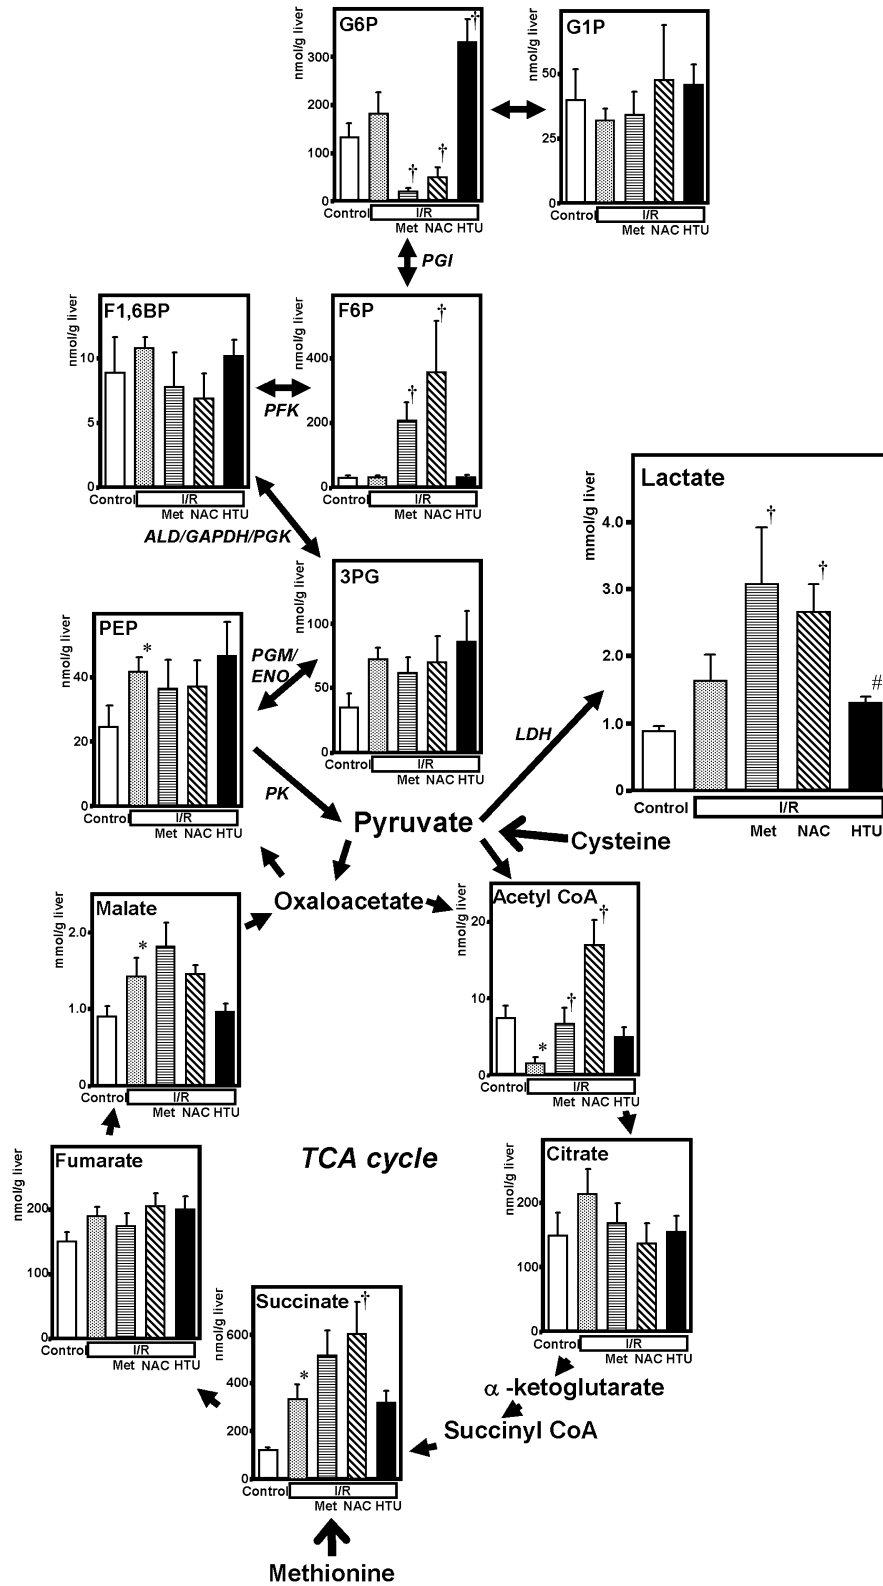 nmol/g liver
G6P
300
200
100
0
†
†
†
Control
I/R
Met NAC HTU
nmol/g liver
G1P
50
25
0
Control
I/R
Met NAC HTU
PGI
nmol/g liver
F1,6BP
10
5
0
Control
I/R
Met NAC HTU
PFK
nmol/g liver
F6P
400
200
0
†
†
Control
I/R
Met NAC HTU
ALD/GAPDH/PGK
mmol/g liver
Lactate
4.0
3.0
2.0
1.0
0
†
†
#
Control
I/R
Met NAC HTU
nmol/g liver
3PG
100
50
0
Control
I/R
Met NAC HTU
nmol/g liver
PEP
40
20
0
*
Control
I/R
Met NAC HTU
PGM/
ENO
LDH
PK
Pyruvate
Cysteine
Oxaloacetate
mmol/g liver
Malate
2.0
1.0
0
*
Control
I/R
Met NAC HTU
nmol/g liver
Acetyl CoA
20
10
0
*
†
†
Control
I/R
Met NAC HTU
TCA cycle
nmol/g liver
Fumarate
200
100
0
Control
I/R
Met NAC HTU
nmol/g liver
Citrate
200
100
0
Control
I/R
Met NAC HTU
nmol/g liver
Succinate
600
400
200
0
*
†
Control
I/R
Met NAC HTU
α -ketoglutarate
Succinyl CoA
Methionine